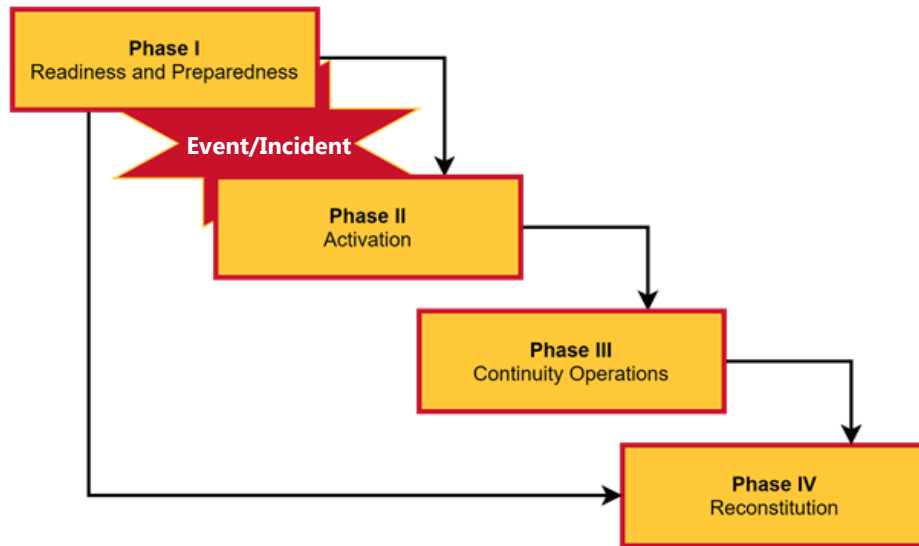 Phase I
Readiness and Preparedness
Event/Incident
Phase II
Activation
Phase III
Continuity Operations
Phase IV
Reconstitution